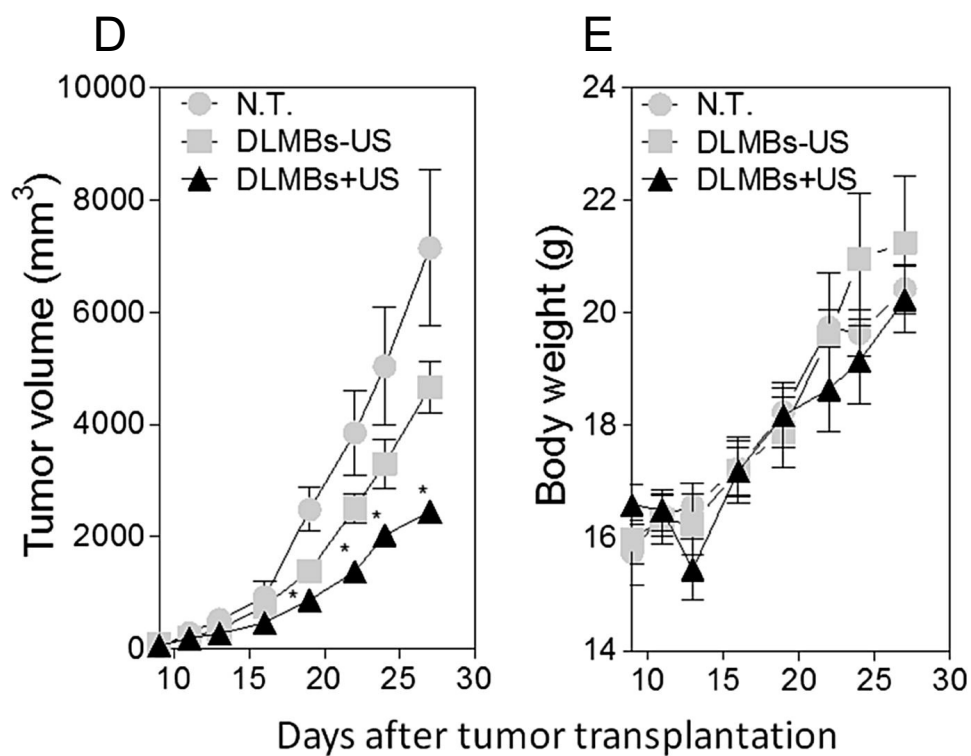 D
Tumor volume (mm³)
10000
8000
6000
4000
2000
0
N.T.
DLMBs-US
DLMBs+US
*
*
*
*
10 15 20 25 30
E
Body weight (g)
24
22
20
18
16
14
N.T.
DLMBs-US
DLMBs+US
10 15 20 25 30
Days after tumor transplantation